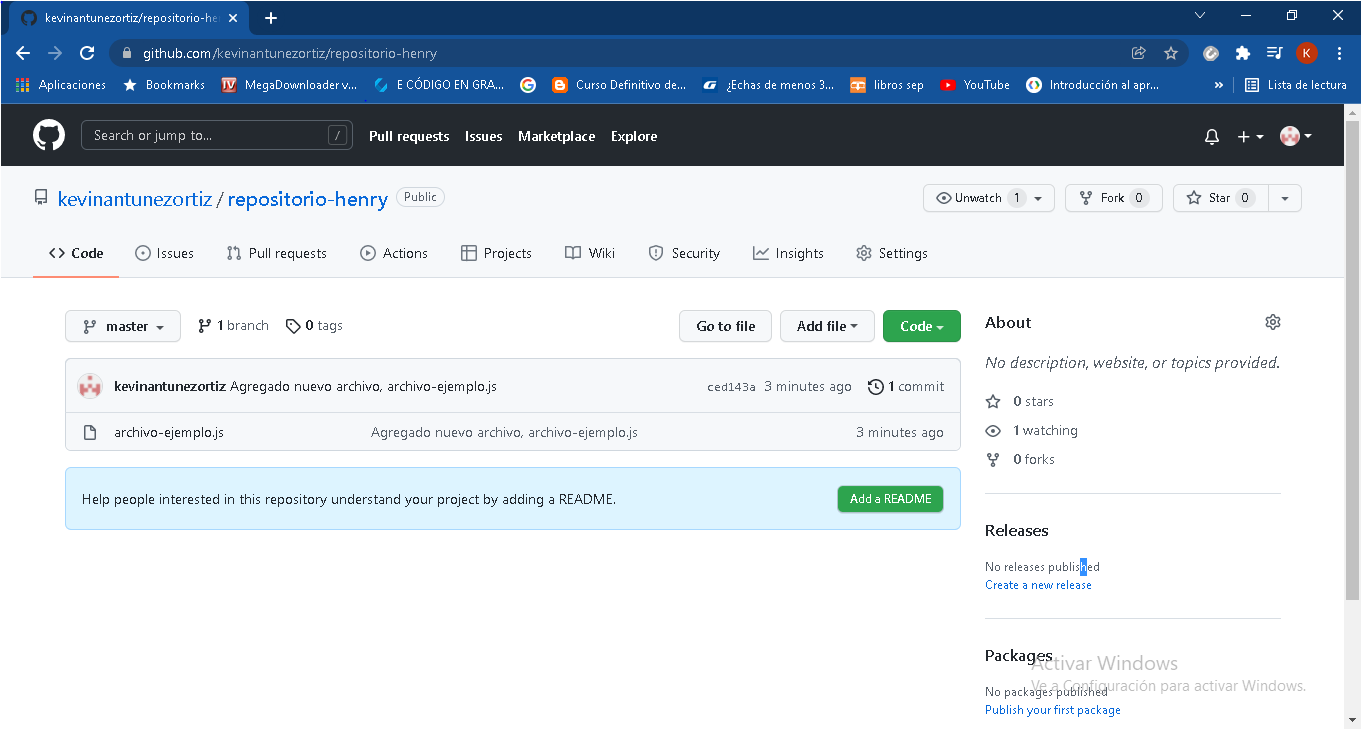 kevinantunezortiz/repositorio-he
github.com/kevinantunezortiz/repositorio-henry
K
Aplicaciones Bookmarks MegaDownloader v... E CÓDIGO EN GRA... Curso Definitivo de... ¿Echas de menos 3... libros sep YouTube Introducción al apr... » Lista de lectura
Search or jump to... / Pull requests Issues Marketplace Explore
kevinantunezortiz / repositorio-henry Public Unwatch 1 Fork 0 Star 0
Code Issues Pull requests Actions Projects Wiki Security Insights Settings
master 1 branch 0 tags Go to file Add file Code
kevinantunezortiz Agregado nuevo archivo, archivo-ejemplo.js ced143a 3 minutes ago 1 commit
archivo-ejemplo.js Agregado nuevo archivo, archivo-ejemplo.js 3 minutes ago
Help people interested in this repository understand your project by adding a README. Add a README
About
No description, website, or topics provided.
0 stars
1 watching
0 forks
Releases
No releases published
Create a new release
Packages
No packages published
Publish your first package
Activar Windows
Ve a Configuración para activar Windows.